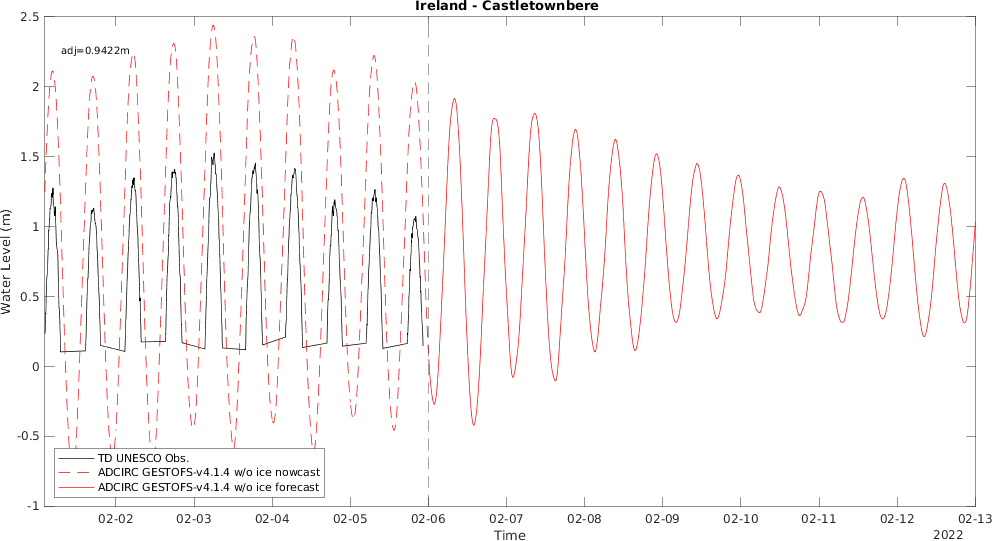 Ireland - Castletownbere
adj=0.9422m
2.5
2
1.5
1
0.5
0
-0.5
-1
Water Level (m)
TD UNESCO Obs.
ADCIRC GESTOFS-v4.1.4 w/o ice nowcast
ADCIRC GESTOFS-v4.1.4 w/o ice forecast
02-02 02-03 02-04 02-05 02-06 02-07 02-08 02-09 02-10 02-11 02-12 02-13
Time
2022